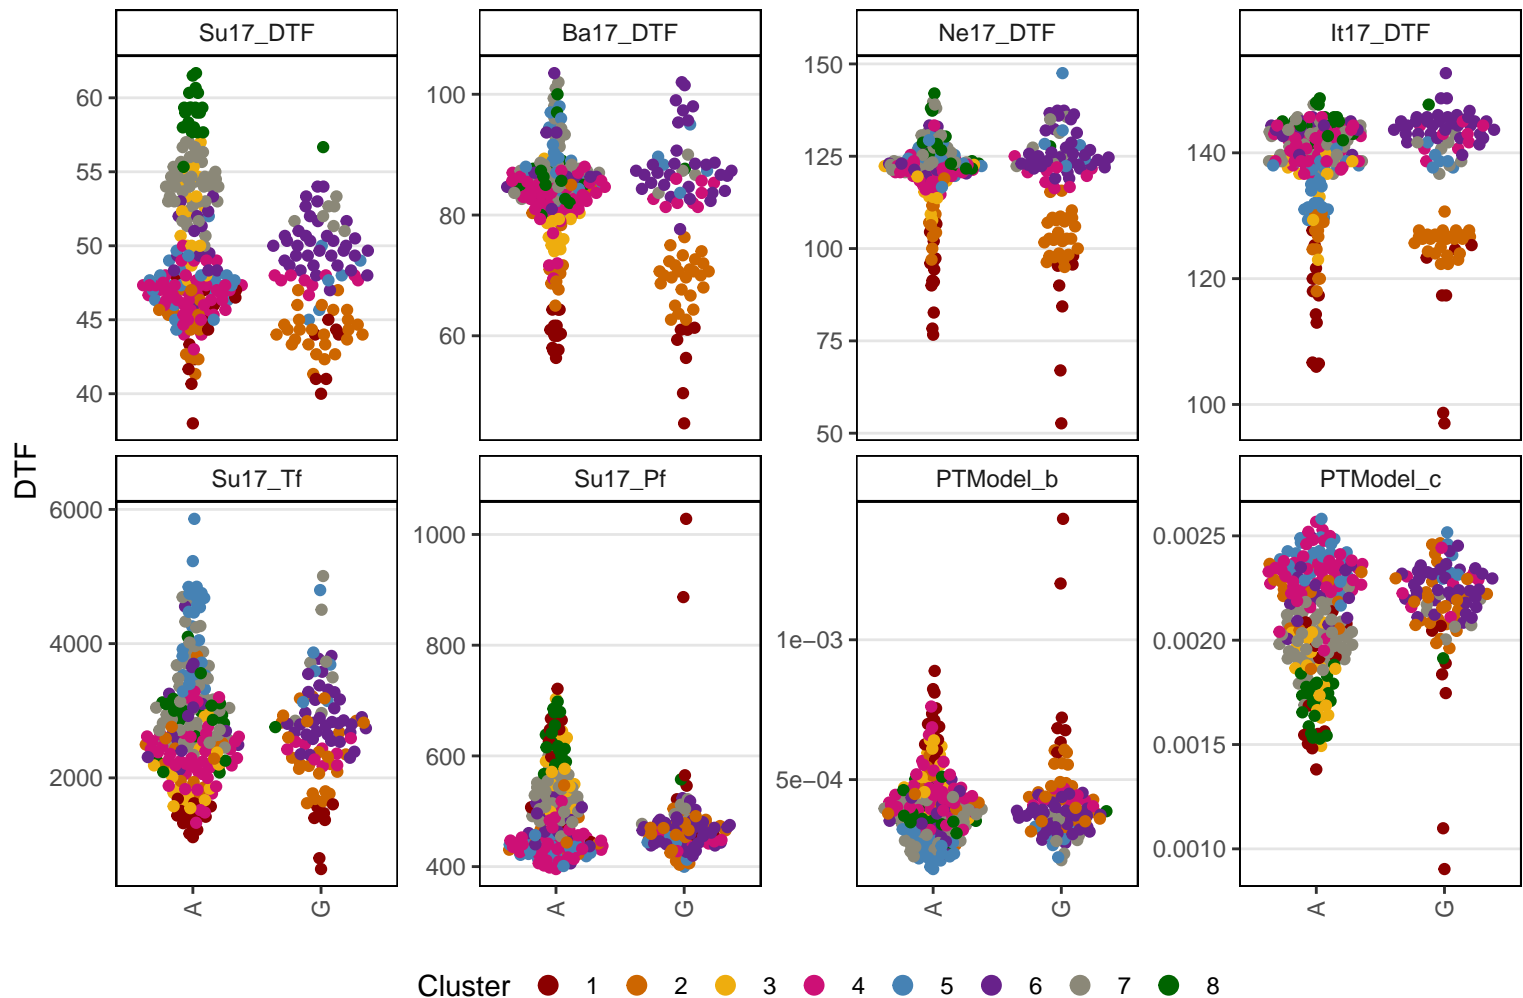 Su17_DTF
Ba17_DTF
Ne17_DTF
It17_DTF
60
55
50
45
40
100
80
60
150
125
100
75
50
140
120
100
DTF
Su17_Tf
Su17_Pf
PTModel_b
PTModel_c
6000
4000
2000
1000
800
600
400
1e−03
5e−04
0.0025
0.0020
0.0015
0.0010
A
G
A
G
A
G
A
G
Cluster 1 2 3 4 5 6 7 8